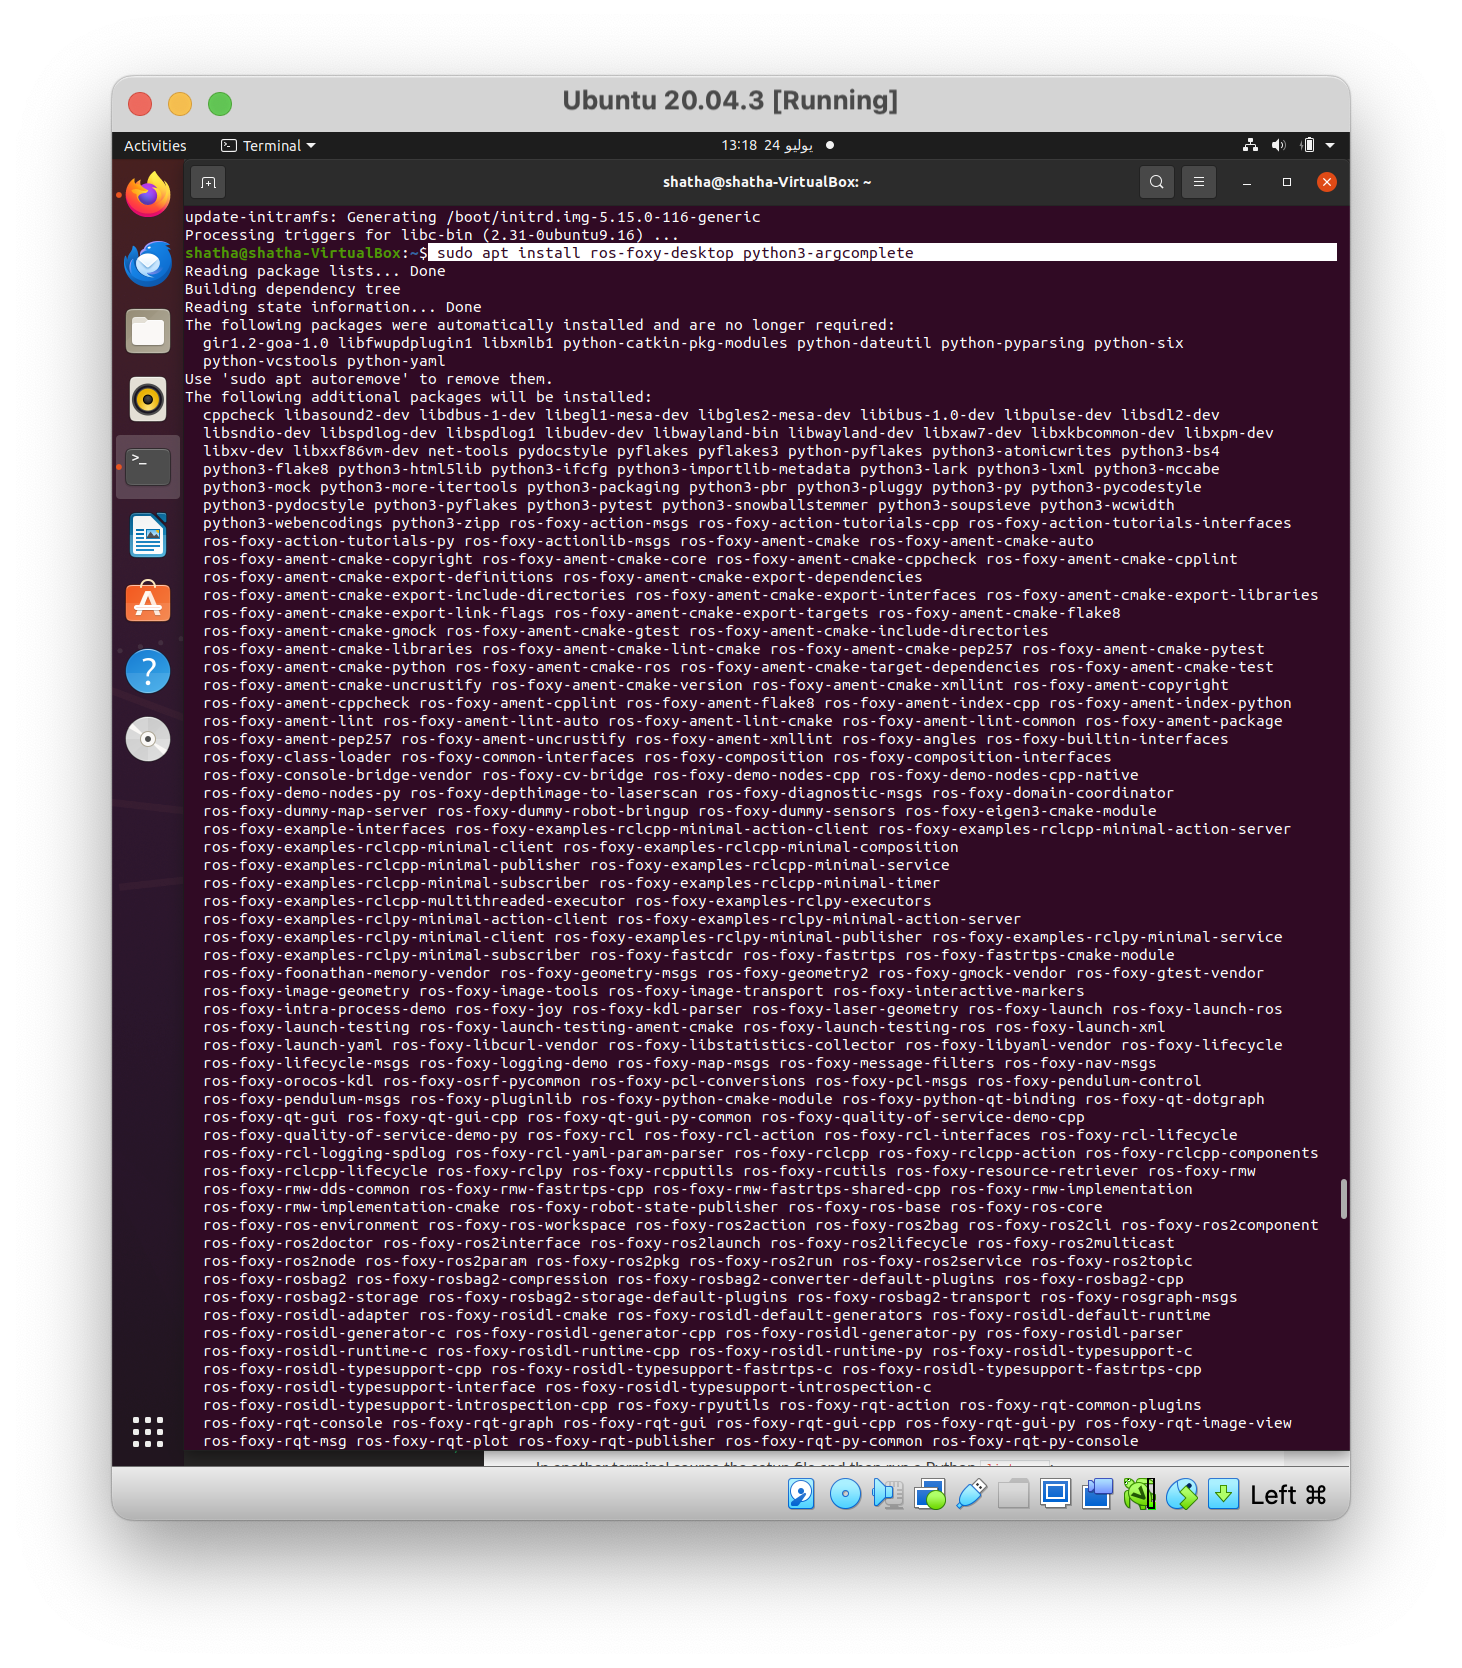 Ubuntu 20.04.3 [Running]
Activities
Terminal
13:18 24 يوليو
shatha@shatha-VirtualBox: ~
update-initramfs: Generating /boot/initrd.img-5.15.0-116-generic
Processing triggers for libc-bin (2.31-0ubuntu9.16) ...
shatha@shatha-VirtualBox:~$ sudo apt install ros-foxy-desktop python3-argcomplete
Reading package lists... Done
Building dependency tree
Reading state information... Done
The following packages were automatically installed and are no longer required:
gir1.2-goa-1.0 libfwupdplugin1 libxmlb1 python-catkin-pkg-modules python-dateutil python-pyparsing python-six
python-vcstools python-yaml
Use 'sudo apt autoremove' to remove them.
The following additional packages will be installed:
cppcheck libasound2-dev libdbus-1-dev libegl1-mesa-dev libgles2-mesa-dev libibus-1.0-dev libpulse-dev libsdl2-dev
libsndio-dev libspdlog-dev libspdlog1 libudev-dev libwayland-bin libwayland-dev libxaw7-dev libxkbcommon-dev libxpm-dev
libxv-dev libxxf86vm-dev net-tools pydocstyle pyflakes pyflakes3 python-pyflakes python3-atomicwrites python3-bs4
python3-flake8 python3-html5lib python3-ifcfg python3-importlib-metadata python3-lark python3-lxml python3-mccabe
python3-mock python3-more-itertools python3-packaging python3-pbr python3-pluggy python3-py python3-pycodestyle
python3-pydocstyle python3-pyflakes python3-pytest python3-snowballstemmer python3-soupsieve python3-wcwidth
python3-webencodings python3-zipp ros-foxy-action-msgs ros-foxy-action-tutorials-cpp ros-foxy-action-tutorials-interfaces
ros-foxy-action-tutorials-py ros-foxy-actionlib-msgs ros-foxy-ament-cmake ros-foxy-ament-cmake-auto
ros-foxy-ament-cmake-copyright ros-foxy-ament-cmake-core ros-foxy-ament-cmake-cppcheck ros-foxy-ament-cmake-cpplint
ros-foxy-ament-cmake-export-definitions ros-foxy-ament-cmake-export-dependencies
ros-foxy-ament-cmake-export-include-directories ros-foxy-ament-cmake-export-interfaces ros-foxy-ament-cmake-export-libraries
ros-foxy-ament-cmake-export-link-flags ros-foxy-ament-cmake-export-targets ros-foxy-ament-cmake-flake8
ros-foxy-ament-cmake-gmock ros-foxy-ament-cmake-gtest ros-foxy-ament-cmake-include-directories
ros-foxy-ament-cmake-libraries ros-foxy-ament-cmake-lint-cmake ros-foxy-ament-cmake-pep257 ros-foxy-ament-cmake-pytest
ros-foxy-ament-cmake-python ros-foxy-ament-cmake-ros ros-foxy-ament-cmake-target-dependencies ros-foxy-ament-cmake-test
ros-foxy-ament-cmake-uncrustify ros-foxy-ament-cmake-version ros-foxy-ament-cmake-xmllint ros-foxy-ament-copyright
ros-foxy-ament-cppcheck ros-foxy-ament-cpplint ros-foxy-ament-flake8 ros-foxy-ament-index-cpp ros-foxy-ament-index-python
ros-foxy-ament-lint ros-foxy-ament-lint-auto ros-foxy-ament-lint-cmake ros-foxy-ament-lint-common ros-foxy-ament-package
ros-foxy-ament-pep257 ros-foxy-ament-uncrustify ros-foxy-ament-xmllint ros-foxy-angles ros-foxy-builtin-interfaces
ros-foxy-class-loader ros-foxy-common-interfaces ros-foxy-composition ros-foxy-composition-interfaces
ros-foxy-console-bridge-vendor ros-foxy-cv-bridge ros-foxy-demo-nodes-cpp ros-foxy-demo-nodes-cpp-native
ros-foxy-demo-nodes-py ros-foxy-depthimage-to-laserscan ros-foxy-diagnostic-msgs ros-foxy-domain-coordinator
ros-foxy-dummy-map-server ros-foxy-dummy-robot-bringup ros-foxy-dummy-sensors ros-foxy-eigen3-cmake-module
ros-foxy-example-interfaces ros-foxy-examples-rclcpp-minimal-action-client ros-foxy-examples-rclcpp-minimal-action-server
ros-foxy-examples-rclcpp-minimal-client ros-foxy-examples-rclcpp-minimal-composition
ros-foxy-examples-rclcpp-minimal-publisher ros-foxy-examples-rclcpp-minimal-service
ros-foxy-examples-rclcpp-minimal-subscriber ros-foxy-examples-rclcpp-minimal-timer
ros-foxy-examples-rclcpp-multithreaded-executor ros-foxy-examples-rclpy-executors
ros-foxy-examples-rclpy-minimal-action-client ros-foxy-examples-rclpy-minimal-action-server
ros-foxy-examples-rclpy-minimal-client ros-foxy-examples-rclpy-minimal-publisher ros-foxy-examples-rclpy-minimal-service
ros-foxy-examples-rclpy-minimal-subscriber ros-foxy-fastcdr ros-foxy-fastrtps ros-foxy-fastrtps-cmake-module
ros-foxy-foonathan-memory-vendor ros-foxy-geometry-msgs ros-foxy-geometry2 ros-foxy-gmock-vendor ros-foxy-gtest-vendor
ros-foxy-image-geometry ros-foxy-image-tools ros-foxy-image-transport ros-foxy-interactive-markers
ros-foxy-intra-process-demo ros-foxy-joy ros-foxy-kdl-parser ros-foxy-laser-geometry ros-foxy-launch ros-foxy-launch-ros
ros-foxy-launch-testing ros-foxy-launch-testing-ament-cmake ros-foxy-launch-testing-ros ros-foxy-launch-xml
ros-foxy-launch-yaml ros-foxy-libcurl-vendor ros-foxy-libstatistics-collector ros-foxy-libyaml-vendor ros-foxy-lifecycle
ros-foxy-lifecycle-msgs ros-foxy-logging-demo ros-foxy-map-msgs ros-foxy-message-filters ros-foxy-nav-msgs
ros-foxy-orocos-kdl ros-foxy-osrf-pycommon ros-foxy-pcl-conversions ros-foxy-pcl-msgs ros-foxy-pendulum-control
ros-foxy-pendulum-msgs ros-foxy-pluginlib ros-foxy-python-cmake-module ros-foxy-python-qt-binding ros-foxy-qt-dotgraph
ros-foxy-qt-gui ros-foxy-qt-gui-cpp ros-foxy-qt-gui-py-common ros-foxy-quality-of-service-demo-cpp
ros-foxy-quality-of-service-demo-py ros-foxy-rcl ros-foxy-rcl-action ros-foxy-rcl-interfaces ros-foxy-rcl-lifecycle
ros-foxy-rcl-logging-spdlog ros-foxy-rcl-yaml-param-parser ros-foxy-rclcpp ros-foxy-rclcpp-action ros-foxy-rclcpp-components
ros-foxy-rclcpp-lifecycle ros-foxy-rclpy ros-foxy-rcpputils ros-foxy-rcutils ros-foxy-resource-retriever ros-foxy-rmw
ros-foxy-rmw-dds-common ros-foxy-rmw-fastrtps-cpp ros-foxy-rmw-fastrtps-shared-cpp ros-foxy-rmw-implementation
ros-foxy-rmw-implementation-cmake ros-foxy-robot-state-publisher ros-foxy-ros-base ros-foxy-ros-core
ros-foxy-ros-environment ros-foxy-ros-workspace ros-foxy-ros2action ros-foxy-ros2bag ros-foxy-ros2cli ros-foxy-ros2component
ros-foxy-ros2doctor ros-foxy-ros2interface ros-foxy-ros2launch ros-foxy-ros2lifecycle ros-foxy-ros2multicast
ros-foxy-ros2node ros-foxy-ros2param ros-foxy-ros2pkg ros-foxy-ros2run ros-foxy-ros2service ros-foxy-ros2topic
ros-foxy-rosbag2 ros-foxy-rosbag2-compression ros-foxy-rosbag2-converter-default-plugins ros-foxy-rosbag2-cpp
ros-foxy-rosbag2-storage ros-foxy-rosbag2-storage-default-plugins ros-foxy-rosbag2-transport ros-foxy-rosgraph-msgs
ros-foxy-rosidl-adapter ros-foxy-rosidl-cmake ros-foxy-rosidl-default-generators ros-foxy-rosidl-default-runtime
ros-foxy-rosidl-generator-c ros-foxy-rosidl-generator-cpp ros-foxy-rosidl-generator-py ros-foxy-rosidl-parser
ros-foxy-rosidl-runtime-c ros-foxy-rosidl-runtime-cpp ros-foxy-rosidl-runtime-py ros-foxy-rosidl-typesupport-c
ros-foxy-rosidl-typesupport-cpp ros-foxy-rosidl-typesupport-fastrtps-c ros-foxy-rosidl-typesupport-fastrtps-cpp
ros-foxy-rosidl-typesupport-interface ros-foxy-rosidl-typesupport-introspection-c
ros-foxy-rosidl-typesupport-introspection-cpp ros-foxy-rpyutils ros-foxy-rqt-action ros-foxy-rqt-common-plugins
ros-foxy-rqt-console ros-foxy-rqt-graph ros-foxy-rqt-gui ros-foxy-rqt-gui-cpp ros-foxy-rqt-gui-py ros-foxy-rqt-image-view
ros-foxy-rqt-msg ros-foxy-rqt-plot ros-foxy-rqt-publisher ros-foxy-rqt-py-common ros-foxy-rqt-py-console
In another terminal source the setup file and then run a Python
Left ⌘